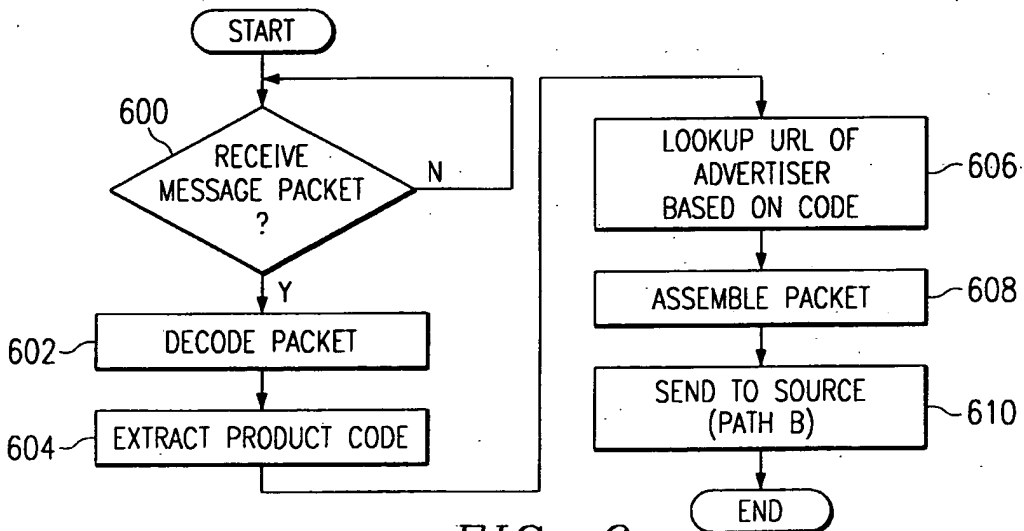 START
600
RECEIVE
MESSAGE PACKET
?
N
Y
602
DECODE PACKET
604
EXTRACT PRODUCT CODE
LOOKUP URL OF
ADVERTISER
BASED ON CODE
606
ASSEMBLE PACKET
608
SEND TO SOURCE
(PATH B)
610
END
FIG.